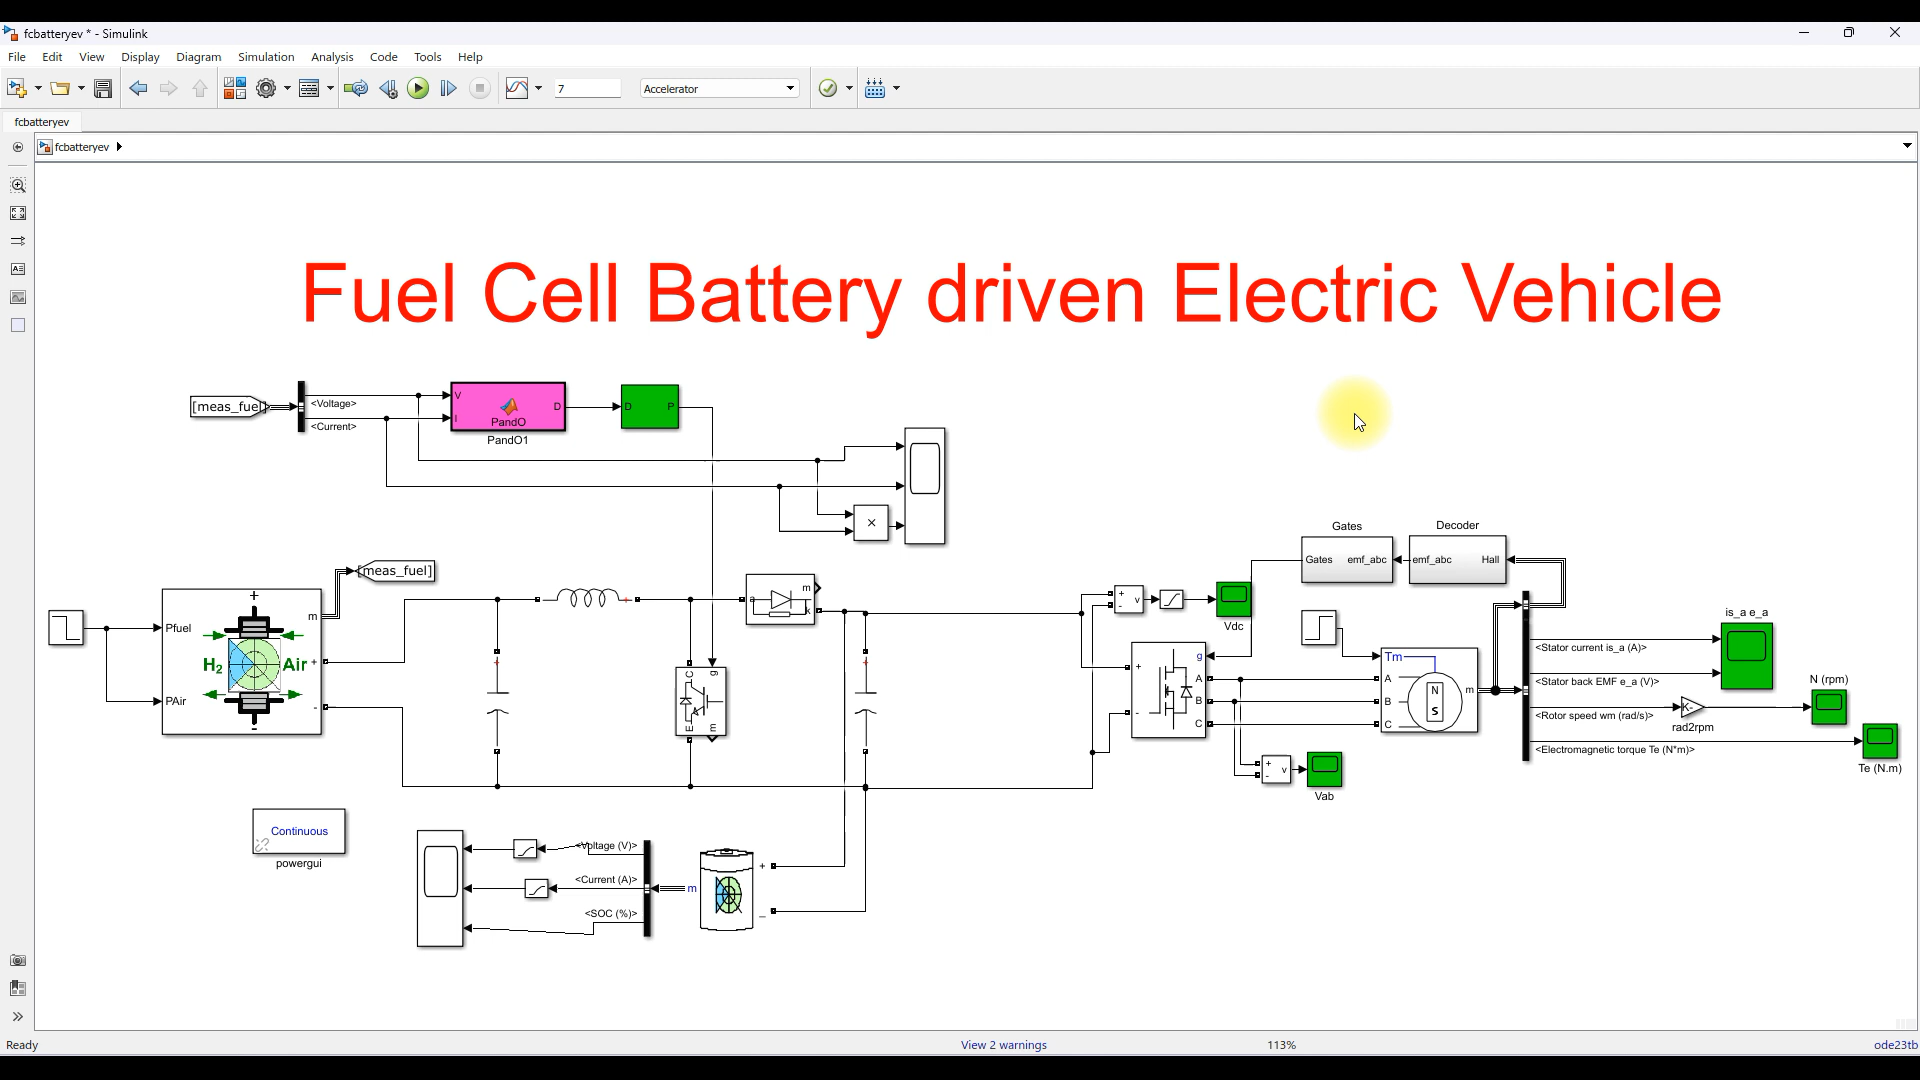 fcbatteryev * - Simulink
File Edit View Display Diagram Simulation Analysis Code Tools Help
7
Accelerator
fcbatteryev
fcbatteryev
Fuel Cell Battery driven Electric Vehicle
[meas_fuel]
<Voltage>
<Current>
V
I
D
PandO
PandO1
D
P
×
[meas_fuel]
Pfuel
PAir
H2
Air
+
-
m
+
-
a
m
k
g
C
E
m
Continuous
powergui
<Voltage (V)>
<Current (A)>
<SOC (%)>
m
+
_
+
-
v
Vdc
Gates
Gates
emf_abc
Decoder
emf_abc
Hall
+
-
g
A
B
C
Tm
A
B
C
N
S
m
+
-
v
Vab
<Stator current is_a (A)>
<Stator back EMF e_a (V)>
<Rotor speed wm (rad/s)>
<Electromagnetic torque Te (N*m)>
is_a e_a
K-
rad2rpm
N (rpm)
Te (N.m)
Ready
View 2 warnings
113%
ode23tb